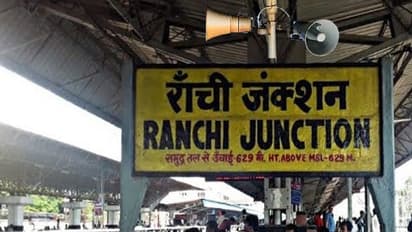 राँची जंक्शन
RANCHI JUNCTION
समुद्र तल से ऊँचाई-629 मी. HT. ABOVE MSL-629 M.